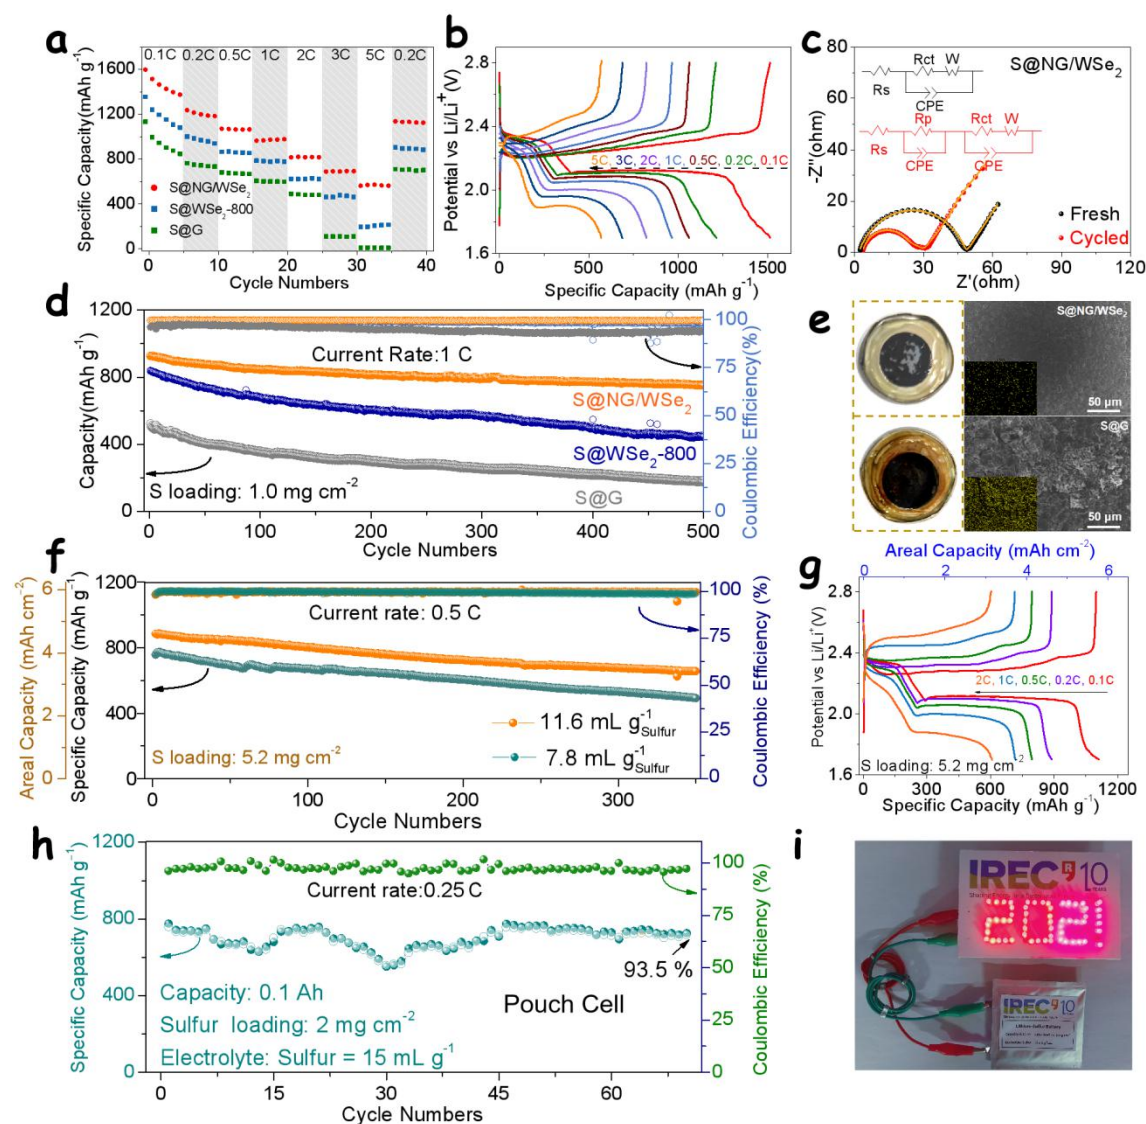 a
0.1C 0.2C 0.5C 1C 2C 3C 5C 0.2C
Specific Capacity(mAh g⁻¹)
1600
1200
800
400
0
S@NG/WSe₂
S@WSe₂-800
S@G
0 10 20 30 40
Cycle Numbers
b
Potential vs Li/Li⁺(V)
2.8
2.4
2.0
1.6
5C, 3C, 2C, 1C, 0.5C, 0.2C, 0.1C
0 500 1000 1500
Specific Capacity (mAh g⁻¹)
c
S@NG/WSe₂
Rct W
Rs
CPE
Rp Rct W
Rs
CPE CPE
-Z''(ohm)
120
90
60
30
0
Fresh
Cycled
0 30 60 90 120
Z'(ohm)
d
Capacity(mAh g⁻¹)
1200
800
400
0
Current Rate:1 C
S@NG/WSe₂
S@WSe₂-800
S@G
S loading: 1.0 mg cm⁻²
100
75
50
25
0
Coulombic Efficiency(%)
0 100 200 300 400 500
Cycle Numbers
e
S@NG/WSe₂
50 μm
S@G
50 μm
f
Areal Capacity (mAh cm⁻²)
6
4
2
0
Specific Capacity (mAh g⁻¹)
1200
800
400
0
Current rate: 0.5 C
11.6 mL g⁻¹Sulfur
7.8 mL g⁻¹Sulfur
S loading: 5.2 mg cm⁻²
100
75
50
25
0
Coulombic Efficiency (%)
0 100 200 300
Cycle Numbers
g
Areal Capacity (mAh cm⁻²)
0 2 4 6
Potential vs Li/Li⁺(V)
2.8
2.4
2.0
1.6
2C, 1C, 0.5C, 0.2C, 0.1C
S loading: 5.2 mg cm⁻²
0 300 600 900 1200
Specific Capacity (mAh g⁻¹)
h
Specific Capacity (mAh g⁻¹)
1200
800
400
0
Current rate:0.25 C
93.5 %
Capacity: 0.1 Ah
Pouch Cell
Sulfur loading: 2 mg cm⁻²
Electrolyte: Sulfur = 15 mL g⁻¹
100
75
50
25
0
Coulombic Efficiency (%)
0 15 30 45 60
Cycle Numbers
i
IREC 10
R
2021
IREC 10